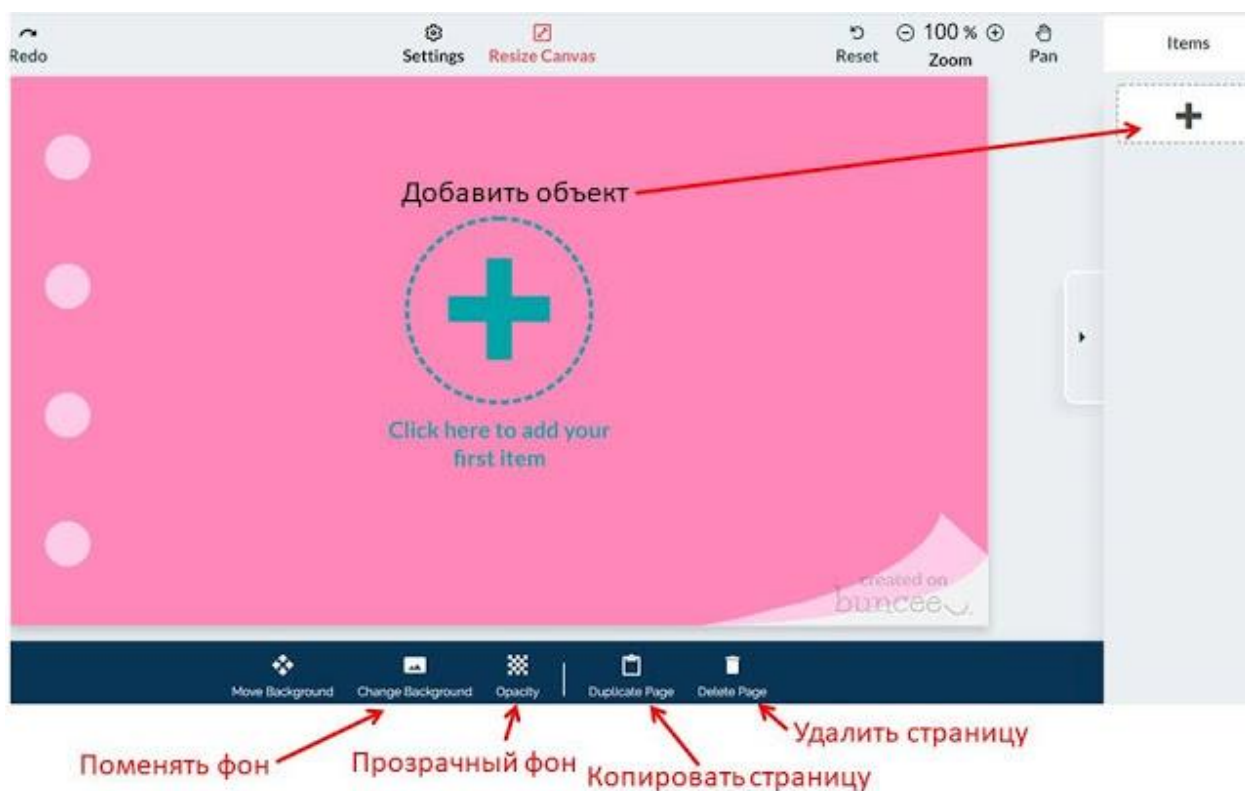 Redo
Settings
Resize Canvas
Reset
100 %
Zoom
Pan
Items
Добавить объект
Click here to add your
first item
created on
buncee
Move Background
Change Background
Opacity
Duplicate Page
Delete Page
Поменять фон
Прозрачный фон
Копировать страницу
Удалить страницу